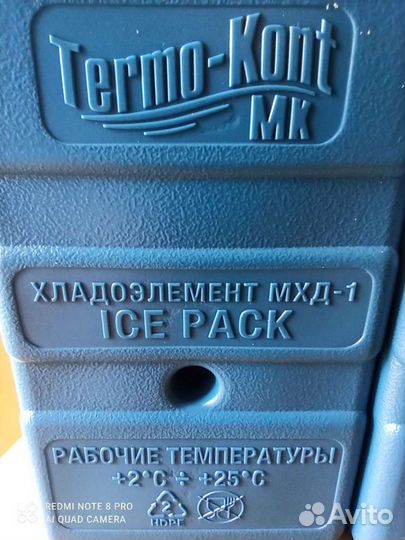 Termo-Kont
МК
ХЛАДОЭЛЕМЕНТ МХД-1
ICE PACK
РАБОЧИЕ ТЕМПЕРАТУРЫ
+2°C ÷ +25°C
2
HDPE
REDMI NOTE 8 PRO
AI QUAD CAMERA
Avito